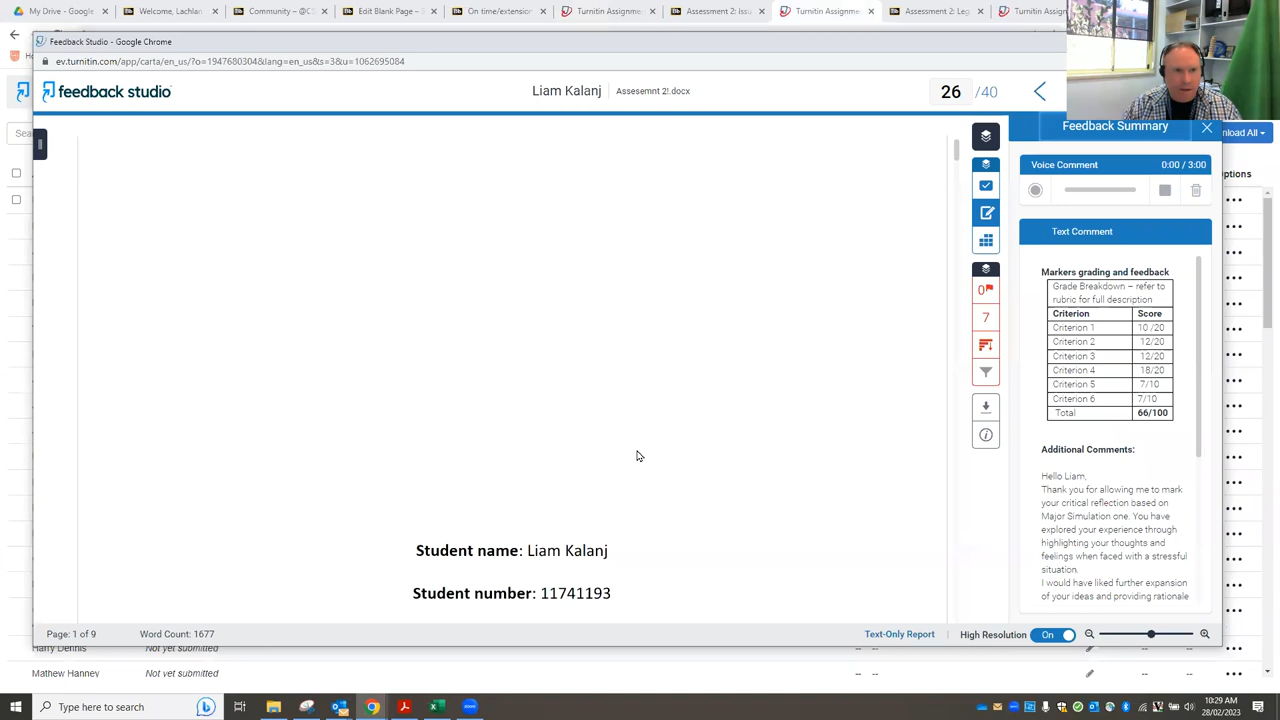 My Drive - Google
Welcome, Lachlan
Community – @CS
Edit Blank Page –
On time/extension
Turnitin Assignme
Assessment 2: Issu
Turnitin Assignme
Assessment 2: Leg
Turnitin Assig
Feedback Studio - Google Chrome
ev.turnitin.com/app/carta/en_us/?o=1947680304&lang=en_us&s=3&u=1062695084
feedback studio
Liam Kalanj
Assesemnt 2!.docx
26 /40
Sea
Feedback Summary
nload All
ptions
Voice Comment 0:00 / 3:00
Text Comment
Markers grading and feedback
Grade Breakdown – refer to
rubric for full description
Criterion Score
Criterion 1 10 /20
Criterion 2 12/20
Criterion 3 12/20
Criterion 4 18/20
Criterion 5 7/10
Criterion 6 7/10
Total 66/100
0
7
Additional Comments:
Hello Liam,
Thank you for allowing me to mark
your critical reflection based on
Major Simulation one. You have
explored your experience through
highlighting your thoughts and
feelings when faced with a stressful
situation.
I would have liked further expansion
of your ideas and providing rationale
Student name: Liam Kalanj
Student number: 11741193
Page: 1 of 9 Word Count: 1677 Text-Only Report High Resolution On
Harry Dennis Not yet submitted -- -- -- --
Mathew Hanney Not yet submitted -- -- -- --
Type here to search
10:29 AM
28/02/2023